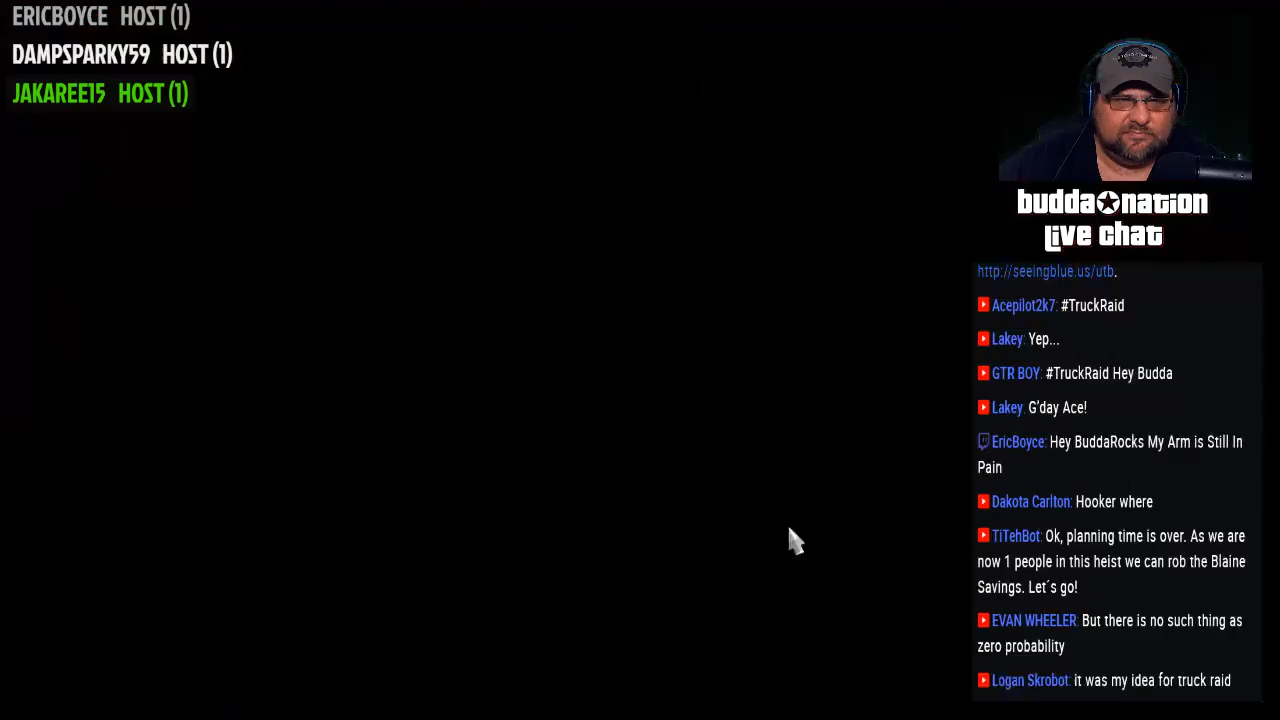 ERICBOYCE HOST (1)
DAMPSPARKY59 HOST (1)
JAKAREE15 HOST (1)
budda★nation
live chat
http://seeingblue.us/utb.
Acepilot2k7: #TruckRaid
Lakey: Yep...
GTR BOY: #TruckRaid Hey Budda
Lakey: G'day Ace!
EricBoyce: Hey BuddaRocks My Arm is Still In
Pain
Dakota Carlton: Hooker where
TiTehBot: Ok, planning time is over. As we are
now 1 people in this heist we can rob the Blaine
Savings. Let´s go!
EVAN WHEELER: But there is no such thing as
zero probability
Logan Skrobot: it was my idea for truck raid